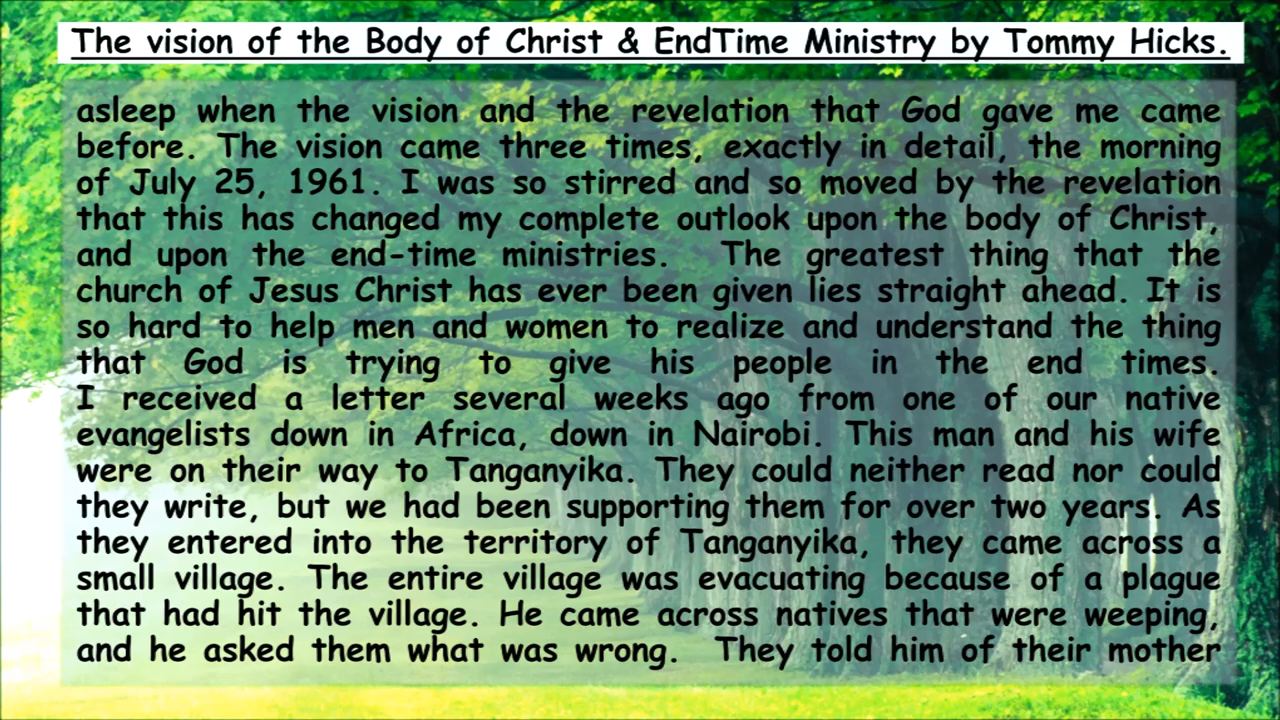 The vision of the Body of Christ & EndTime Ministry by Tommy Hicks.
asleep when the vision and the revelation that God gave me came
before. The vision came three times, exactly in detail, the morning
of July 25, 1961. I was so stirred and so moved by the revelation
that this has changed my complete outlook upon the body of Christ,
and upon the end-time ministries. The greatest thing that the
church of Jesus Christ has ever been given lies straight ahead. It is
so hard to help men and women to realize and understand the thing
that God is trying to give his people in the end times.
I received a letter several weeks ago from one of our native
evangelists down in Africa, down in Nairobi. This man and his wife
were on their way to Tanganyika. They could neither read nor could
they write, but we had been supporting them for over two years. As
they entered into the territory of Tanganyika, they came across a
small village. The entire village was evacuating because of a plague
that had hit the village. He came across natives that were weeping,
and he asked them what was wrong. They told him of their mother